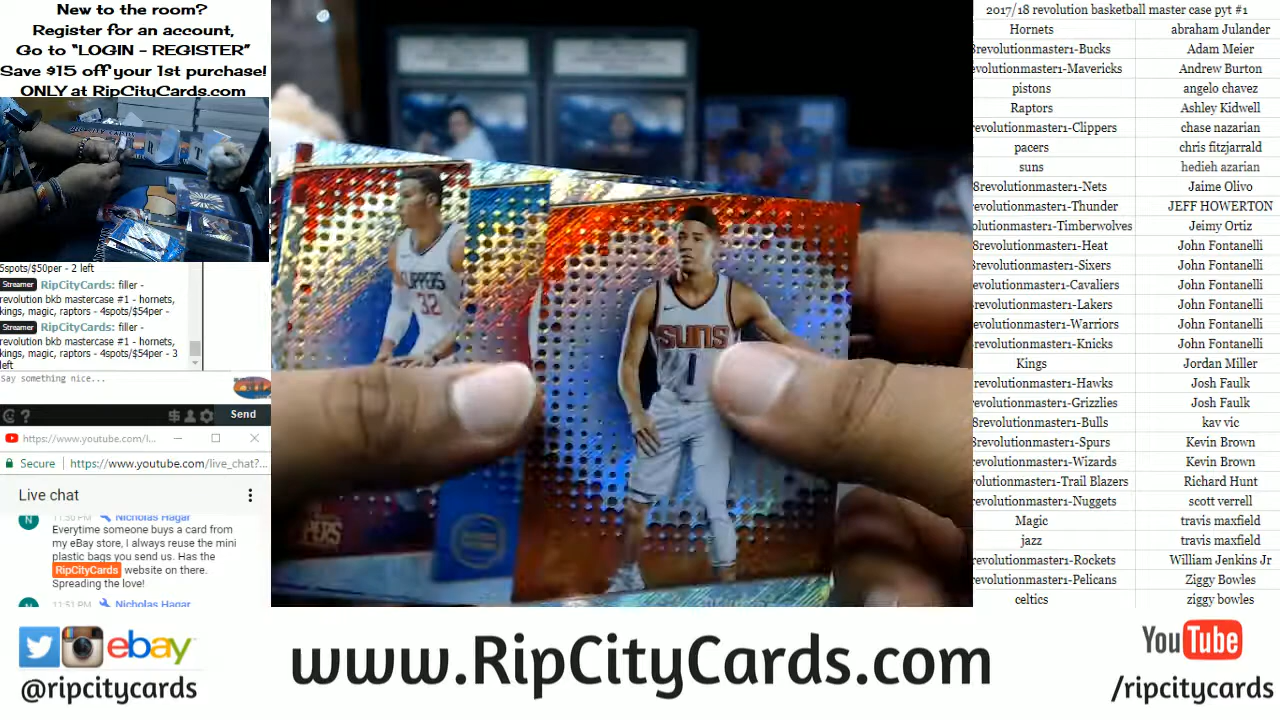 New to the room?
Register for an account,
Go to "LOGIN - REGISTER"
Save $15 off your 1st purchase!
ONLY at RipCityCards.com
5spots/$50per - 2 left
Streamer RipCityCards: filler -
revolution bkb mastercase #1 - hornets,
kings, magic, raptors - 4spots/$54per -
Streamer RipCityCards: filler -
revolution bkb mastercase #1 - hornets,
kings, magic, raptors - 4spots/$54per - 3
left
Say something nice...
Send
https://www.youtube.com/l...
Secure | https://www.youtube.com/live_chat?...
Live chat
N 11:50 PM Nicholas Hagar
Everytime someone buys a card from
my eBay store, I always reuse the mini
plastic bags you send us. Has the
RipCityCards website on there.
Spreading the love!
N 11:51 PM Nicholas Hagar
CLIPPERS
32
SUNS
1
2017/18 revolution basketball master case pyt #1
Hornets abraham Julander
8revolutionmaster1-Bucks Adam Meier
evolutionmaster1-Mavericks Andrew Burton
pistons angelo chavez
Raptors Ashley Kidwell
evolutionmaster1-Clippers chase nazarian
pacers chris fitzjarrald
suns hedieh azarian
8revolutionmaster1-Nets Jaime Olivo
revolutionmaster1-Thunder JEFF HOWERTON
olutionmaster1-Timberwolves Jeimy Ortiz
8revolutionmaster1-Heat John Fontanelli
revolutionmaster1-Sixers John Fontanelli
revolutionmaster1-Cavaliers John Fontanelli
revolutionmaster1-Lakers John Fontanelli
revolutionmaster1-Warriors John Fontanelli
revolutionmaster1-Knicks John Fontanelli
Kings Jordan Miller
revolutionmaster1-Hawks Josh Faulk
revolutionmaster1-Grizzlies Josh Faulk
8revolutionmaster1-Bulls kav vic
8revolutionmaster1-Spurs Kevin Brown
revolutionmaster1-Wizards Kevin Brown
evolutionmaster1-Trail Blazers Richard Hunt
revolutionmaster1-Nuggets scott verrell
Magic travis maxfield
jazz travis maxfield
revolutionmaster1-Rockets William Jenkins Jr
revolutionmaster1-Pelicans Ziggy Bowles
celtics ziggy bowles
ebay
@ripcitycards
www.RipCityCards.com
YouTube
/ripcitycards